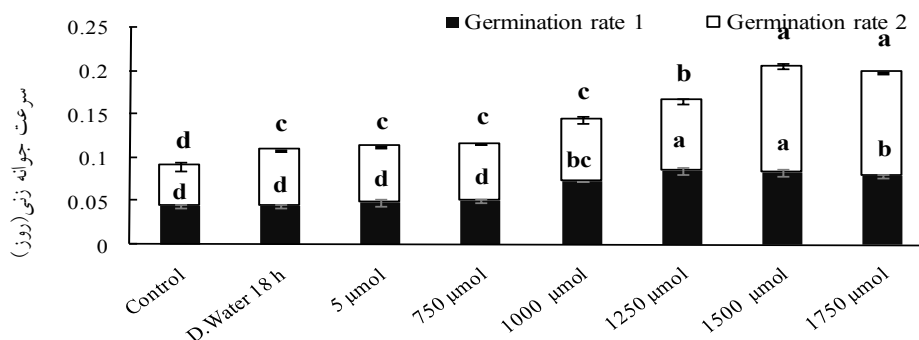 ■ Germination rate 1 □ Germination rate 2
سرعت جوانه زنی(روز)
0.25
0.2
0.15
0.1
0.05
0
d c c c c b a a
d d d d bc a a b
Control
D.Water 18 h
5 µmol
750 µmol
1000 µmol
1250 µmol
1500 µmol
1750 µmol